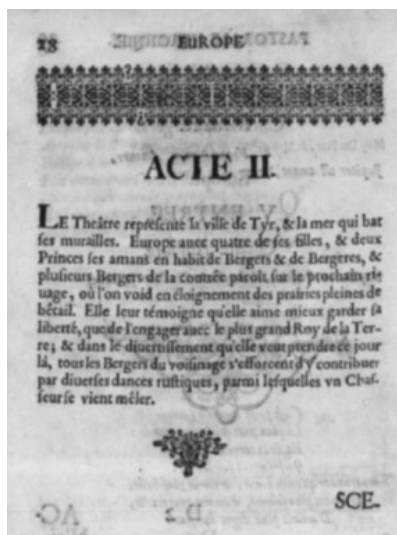 28 EUROPE
ACTE II.
LE Theâtre représente la ville de Tyr, & la mer qui bat
ses murailles. Europe auec quatre de ses filles, & deux
Princes ses amans en habit de Bergers & de Bergeres, &
plusieurs Bergers de la contrée paroît sur le prochain ri-
uage, où l'on void en éloignement des prairies pleines de
bétail. Elle leur témoigne qu'elle aime mieux garder sa
liberté, que de l'engager auec le plus grand Roy de la Ter-
re; & dans le diuertissement qu'elle veut prendre ce jour
là, tous les Bergers du voisinage s'efforcent d'y contribuer
par diuerses dances rustiques, parmi lesquelles vn Chas-
seur se vient mêler.
SCE-